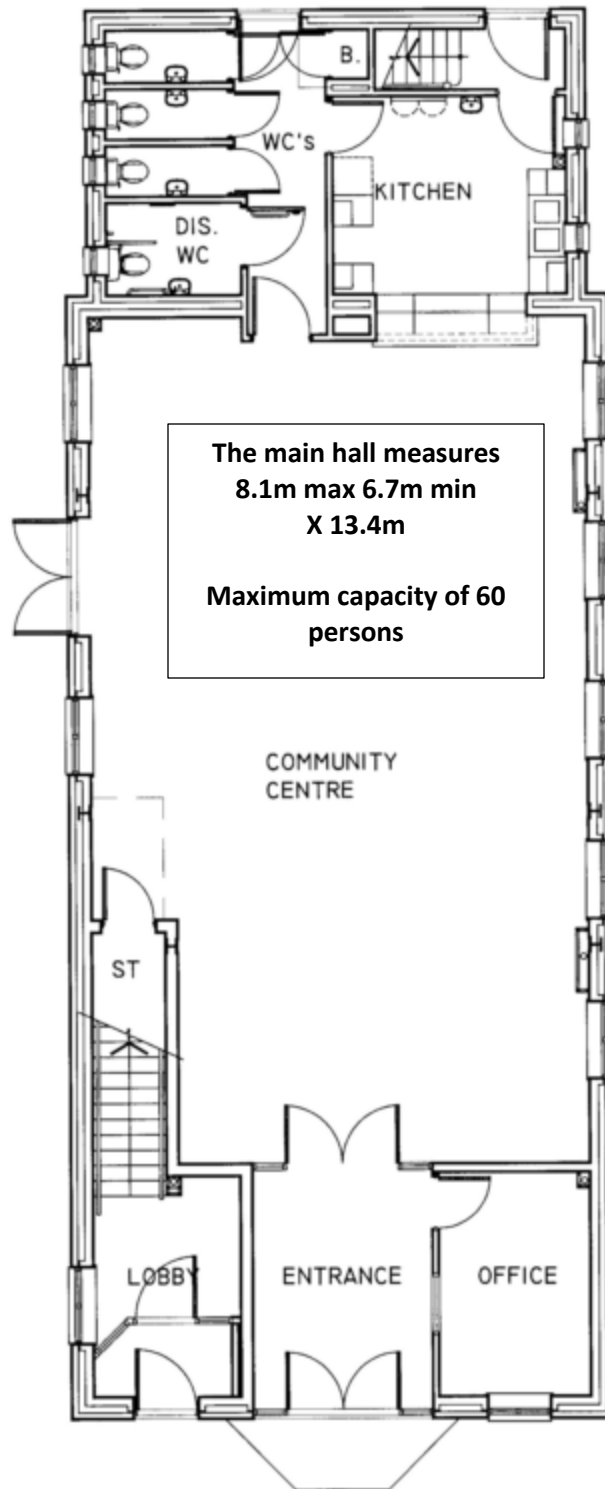 B.
WC's
KITCHEN
DIS.
WC
The main hall measures
8.1m max 6.7m min
X 13.4m
Maximum capacity of 60
persons
COMMUNITY
CENTRE
ST
LOBBY
ENTRANCE
OFFICE